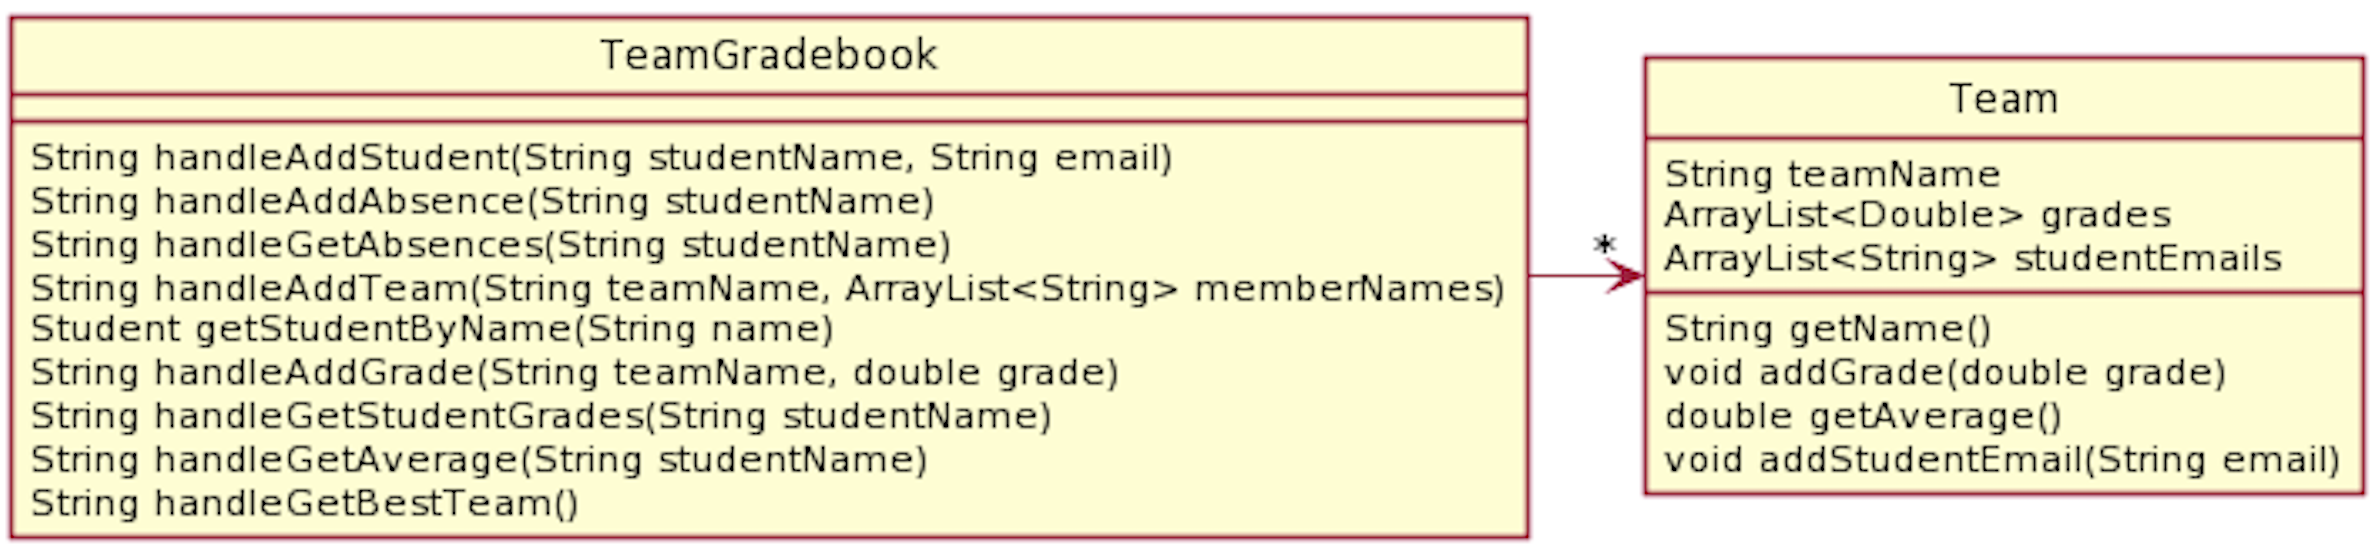 TeamGradebook
String handleAddStudent(String studentName, String email)
String handleAddAbsence(String studentName)
String handleGetAbsences(String studentName)
String handleAddTeam(String teamName, ArrayList<String> memberNames)
Student getStudentByName(String name)
String handleAddGrade(String teamName, double grade)
String handleGetStudentGrades(String studentName)
String handleGetAverage(String studentName)
String handleGetBestTeam()
*
Team
String teamName
ArrayList<Double> grades
ArrayList<String> studentEmails
String getName()
void addGrade(double grade)
double getAverage()
void addStudentEmail(String email)